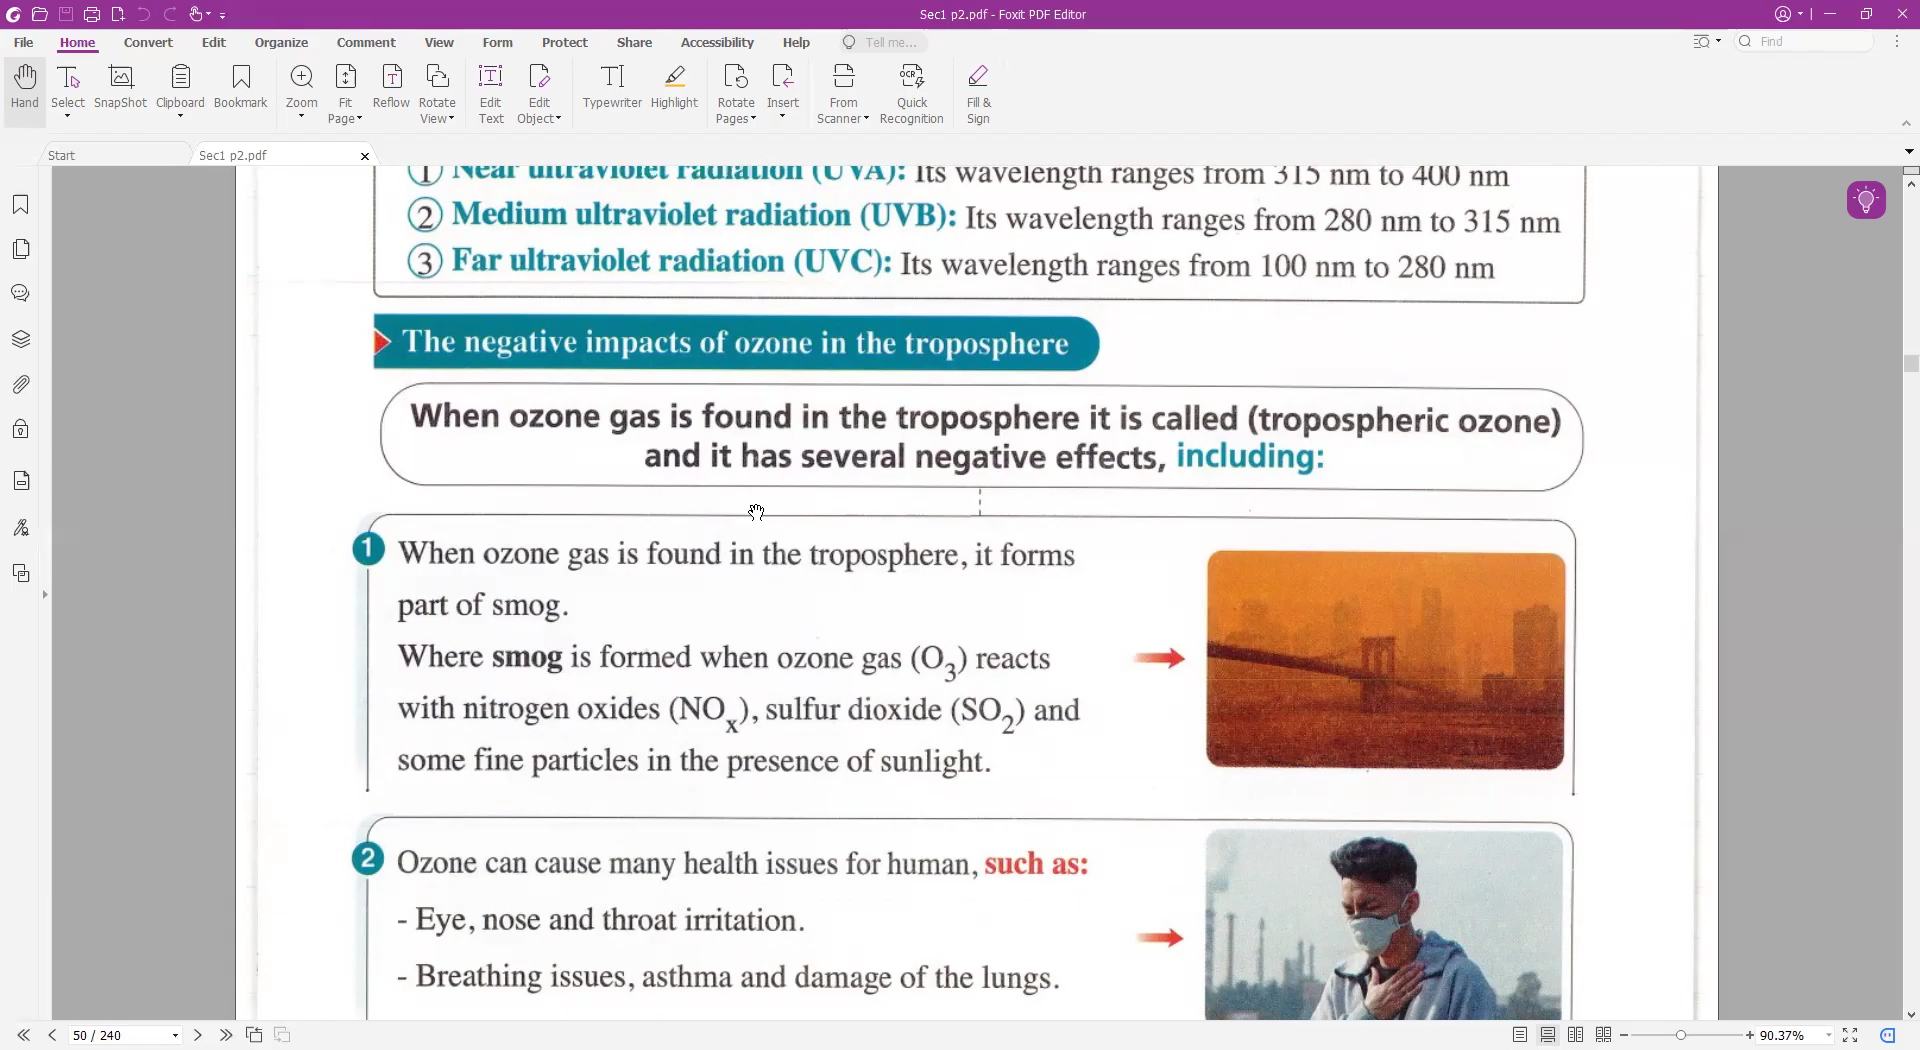 Sec1 p2.pdf - Foxit PDF Editor
File Home Convert Edit Organize Comment View Form Protect Share Accessibility Help Tell me... Find
Hand Select SnapShot Clipboard Bookmark Zoom Fit Page Reflow Rotate View Edit Text Edit Object Typewriter Highlight Rotate Pages Insert From Scanner Quick Recognition Fill & Sign
Start Sec1 p2.pdf
① Near ultraviolet radiation (UVA): Its wavelength ranges from 315 nm to 400 nm
② Medium ultraviolet radiation (UVB): Its wavelength ranges from 280 nm to 315 nm
③ Far ultraviolet radiation (UVC): Its wavelength ranges from 100 nm to 280 nm
The negative impacts of ozone in the troposphere
When ozone gas is found in the troposphere it is called (tropospheric ozone)
and it has several negative effects, including:
1 When ozone gas is found in the troposphere, it forms
part of smog.
Where smog is formed when ozone gas (O₃) reacts
with nitrogen oxides (NOₓ), sulfur dioxide (SO₂) and
some fine particles in the presence of sunlight.
2 Ozone can cause many health issues for human, such as:
- Eye, nose and throat irritation.
- Breathing issues, asthma and damage of the lungs.
50 / 240 90.37%